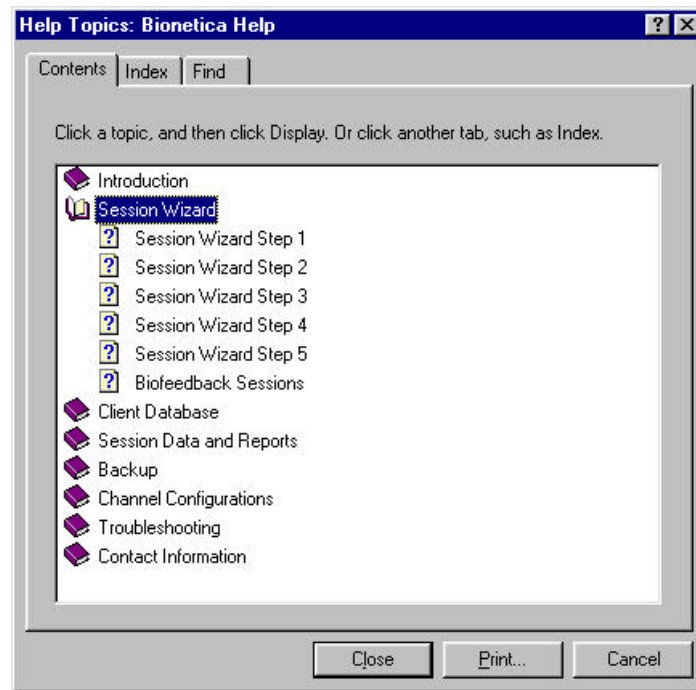 Help Topics: Bionetica Help
Contents Index Find
Click a topic, and then click Display. Or click another tab, such as Index.
Introduction
Session Wizard
? Session Wizard Step 1
? Session Wizard Step 2
? Session Wizard Step 3
? Session Wizard Step 4
? Session Wizard Step 5
? Biofeedback Sessions
Client Database
Session Data and Reports
Backup
Channel Configurations
Troubleshooting
Contact Information
Close Print... Cancel